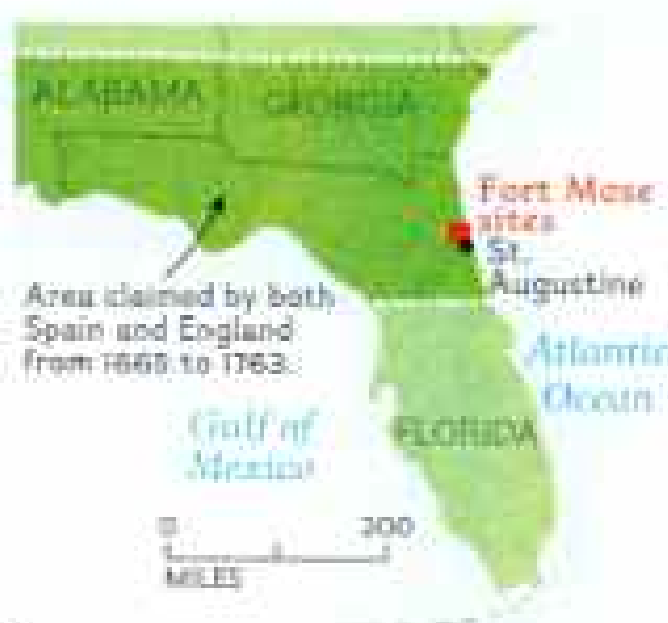 ALABAMA
GEORGIA
Fort Mose
sites
St.
Augustine
Area claimed by both
Spain and England
from 1665 to 1763.
Atlantic
Ocean
Gulf of
Mexico
FLORIDA
0 200
MILES